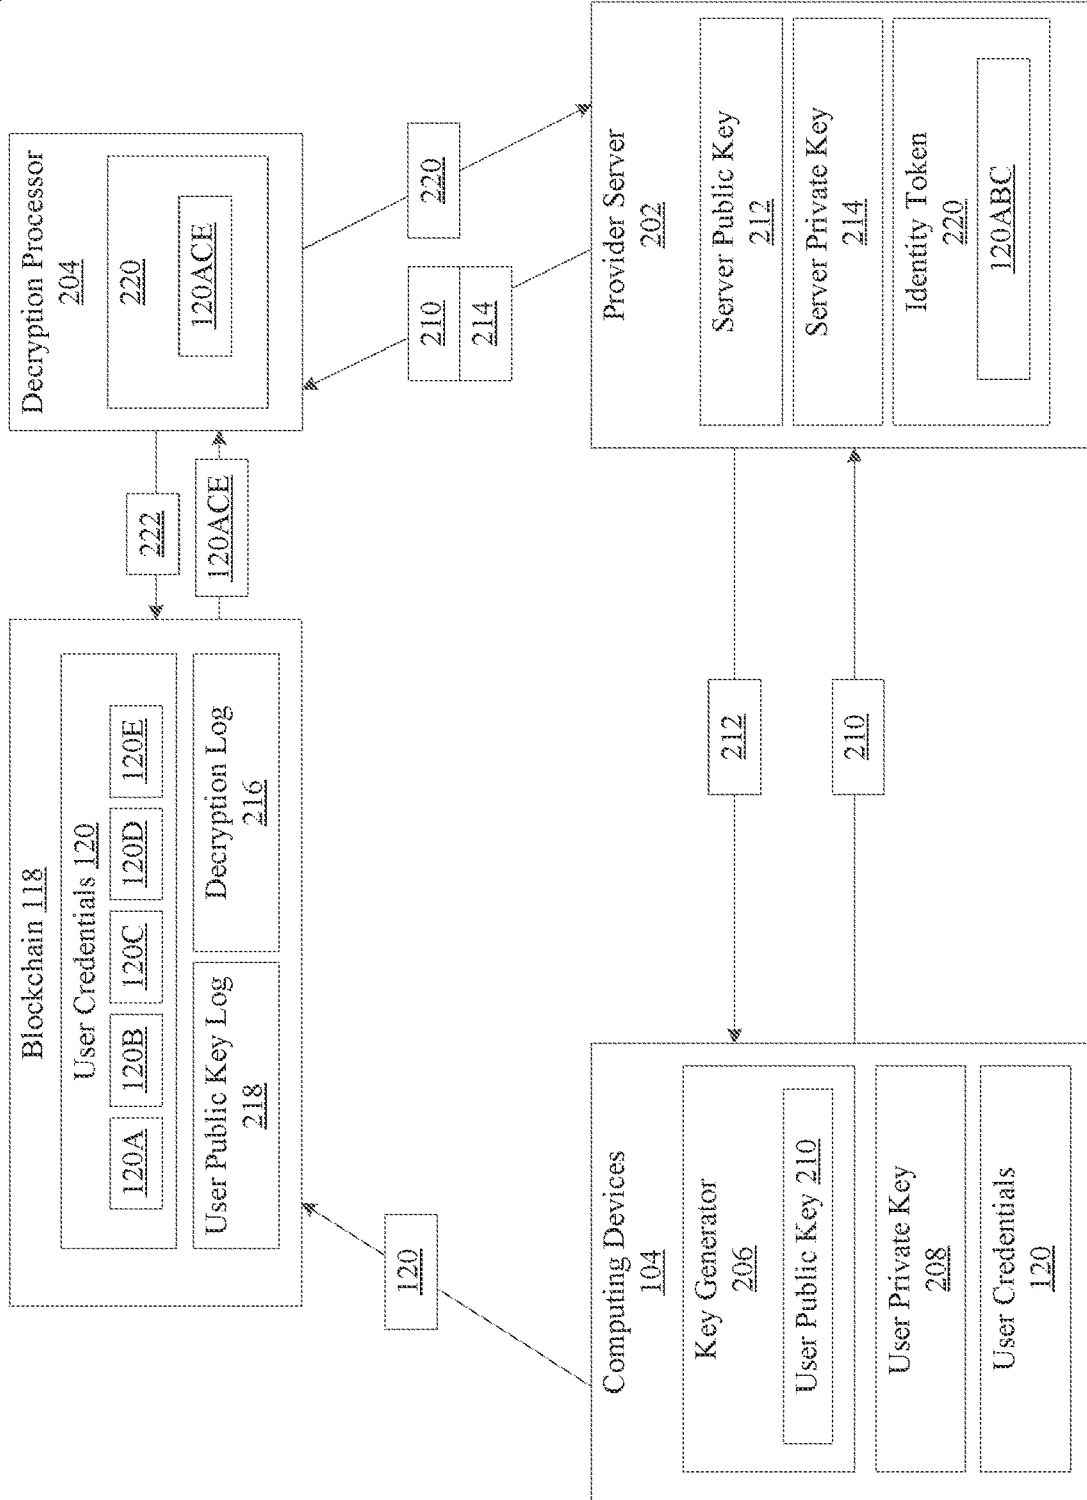 Blockchain 118
User Credentials 120
120A
120B
120C
120D
120E
User Public Key Log
218
Decryption Log
216
222
120ACE
Decryption Processor
204
220
120ACE
120
210
214
220
Computing Devices
104
Key Generator
206
User Public Key 210
User Private Key
208
User Credentials
120
212
210
Provider Server
202
Server Public Key
212
Server Private Key
214
Identity Token
220
120ABC